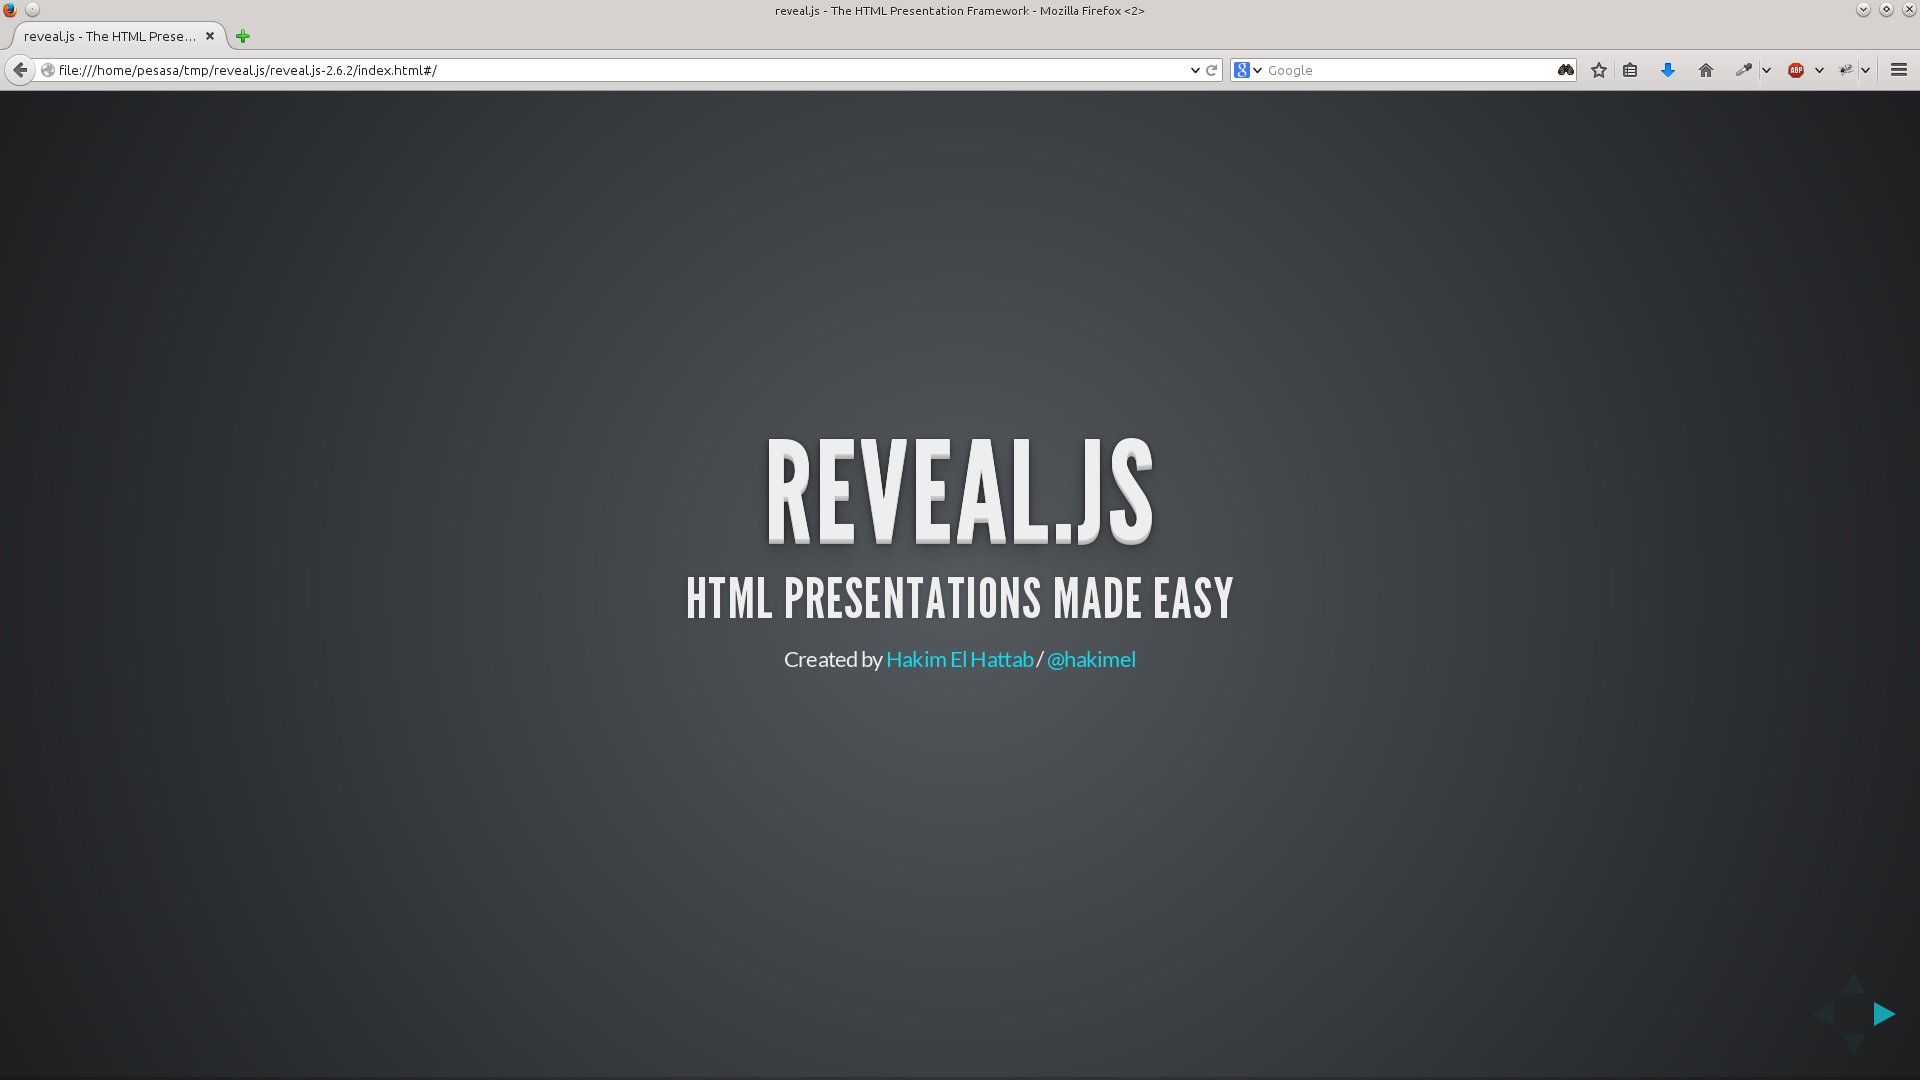 reveal.js - The HTML Presentation Framework - Mozilla Firefox <2>
reveal.js - The HTML Prese...
file:///home/pesasa/tmp/reveal.js/reveal.js-2.6.2/index.html#/
8 Google
ABP
REVEAL.JS
HTML PRESENTATIONS MADE EASY
Created by Hakim El Hattab / @hakimel